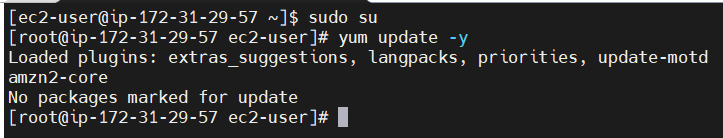 [ec2-user@ip-172-31-29-57 ~]$ sudo su
[root@ip-172-31-29-57 ec2-user]# yum update -y
Loaded plugins: extras_suggestions, langpacks, priorities, update-motd
amzn2-core
No packages marked for update
[root@ip-172-31-29-57 ec2-user]#